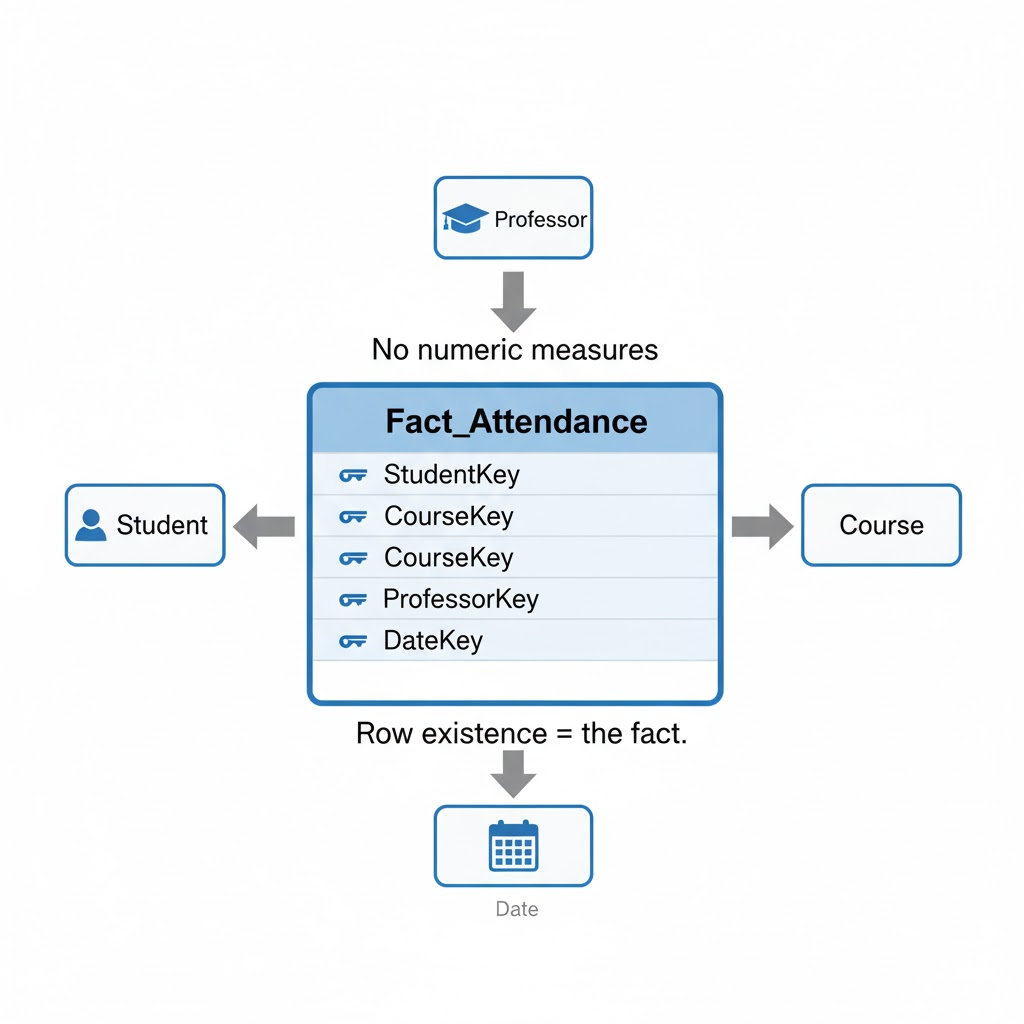 Professor
No numeric measures
Fact_Attendance
StudentKey
CourseKey
CourseKey
ProfessorKey
DateKey
Student
Course
Row existence = the fact.
Date